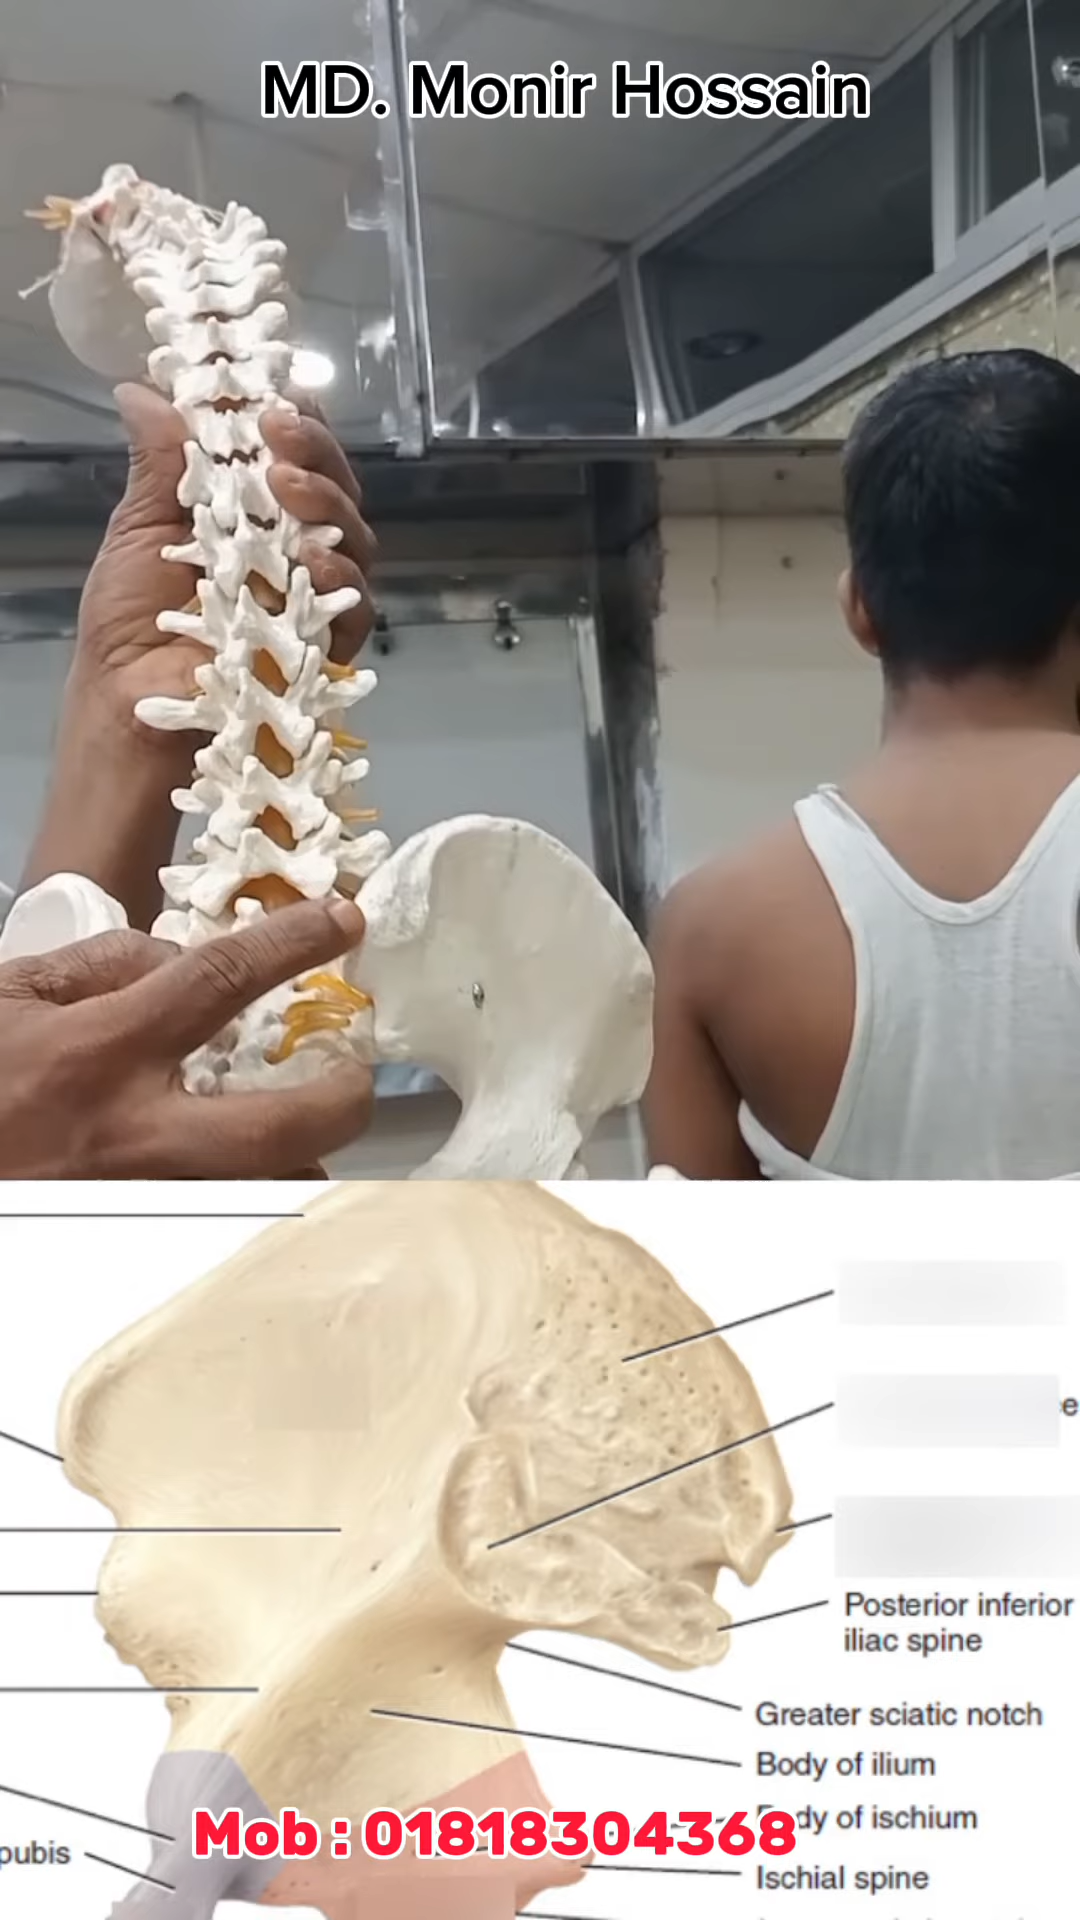 MD. Monir Hossain
Posterior inferior
iliac spine
Greater sciatic notch
Body of ilium
dy of ischium
Mob : 01818304368
pubis
Ischial spine